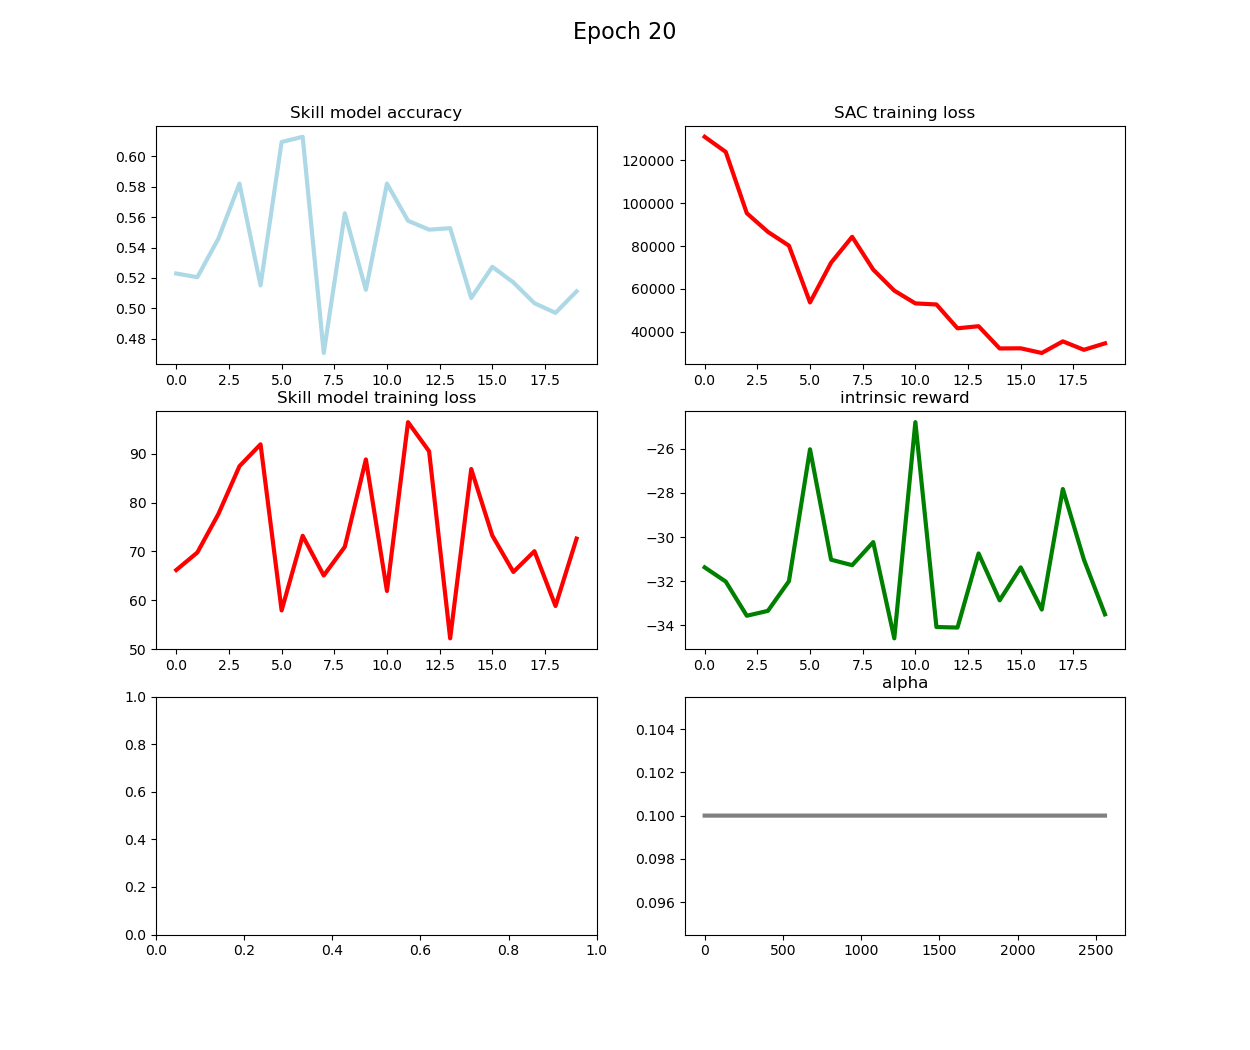 Epoch 20
Skill model accuracy
0.60
0.58
0.56
0.54
0.52
0.50
0.48
0.0 2.5 5.0 7.5 10.0 12.5 15.0 17.5
SAC training loss
120000
100000
80000
60000
40000
0.0 2.5 5.0 7.5 10.0 12.5 15.0 17.5
Skill model training loss
90
80
70
60
50
0.0 2.5 5.0 7.5 10.0 12.5 15.0 17.5
intrinsic reward
−26
−28
−30
−32
−34
0.0 2.5 5.0 7.5 10.0 12.5 15.0 17.5
1.0
0.8
0.6
0.4
0.2
0.0
0.0 0.2 0.4 0.6 0.8 1.0
alpha
0.104
0.102
0.100
0.098
0.096
0 500 1000 1500 2000 2500